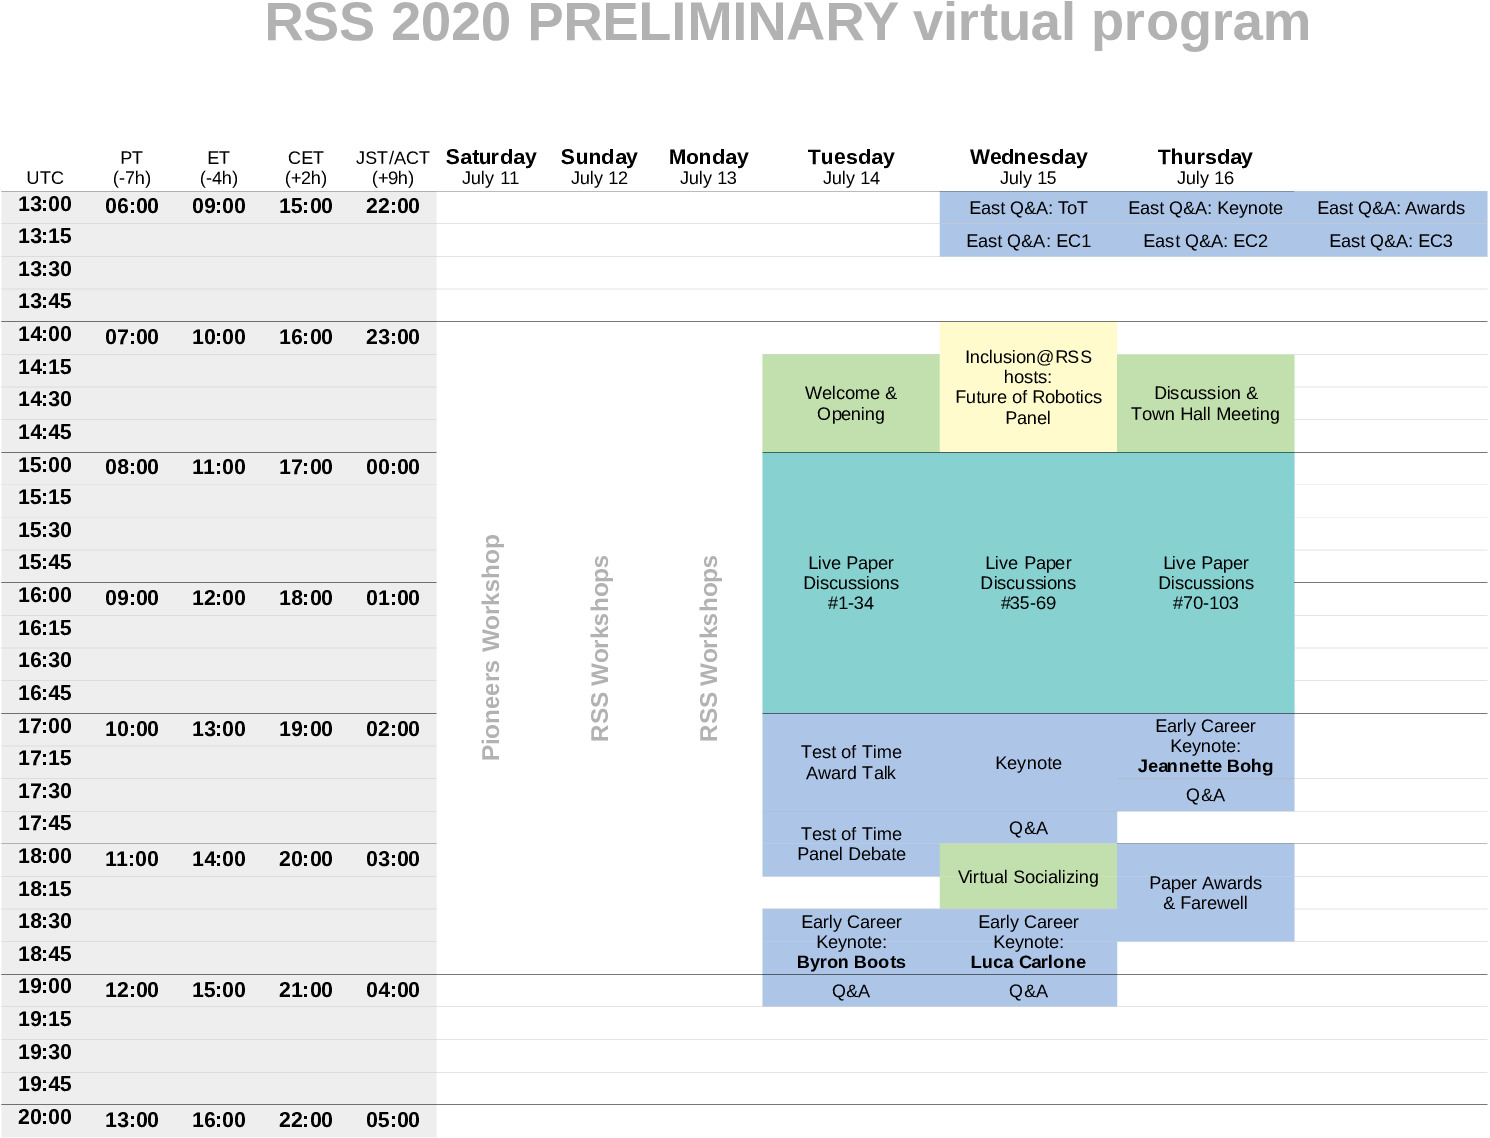 RSS 2020 PRELIMINARY virtual program
UTC
PT
(-7h)
ET
(-4h)
CET
(+2h)
JST/ACT
(+9h)
Saturday
July 11
Sunday
July 12
Monday
July 13
Tuesday
July 14
Wednesday
July 15
Thursday
July 16
13:00 06:00 09:00 15:00 22:00
13:15
13:30
13:45
14:00 07:00 10:00 16:00 23:00
14:15
14:30
14:45
15:00 08:00 11:00 17:00 00:00
15:15
15:30
15:45
16:00 09:00 12:00 18:00 01:00
16:15
16:30
16:45
17:00 10:00 13:00 19:00 02:00
17:15
17:30
17:45
18:00 11:00 14:00 20:00 03:00
18:15
18:30
18:45
19:00 12:00 15:00 21:00 04:00
19:15
19:30
19:45
20:00 13:00 16:00 22:00 05:00
Pioneers Workshop
RSS Workshops
RSS Workshops
Welcome &
Opening
Live Paper
Discussions
#1-34
Test of Time
Award Talk
Test of Time
Panel Debate
Early Career
Keynote:
Byron Boots
Q&A
East Q&A: ToT
East Q&A: EC1
Inclusion@RSS
hosts:
Future of Robotics
Panel
Live Paper
Discussions
#35-69
Keynote
Q&A
Virtual Socializing
Early Career
Keynote:
Luca Carlone
Q&A
East Q&A: Keynote
East Q&A: EC2
Discussion &
Town Hall Meeting
Live Paper
Discussions
#70-103
Early Career
Keynote:
Jeannette Bohg
Q&A
Paper Awards
& Farewell
East Q&A: Awards
East Q&A: EC3